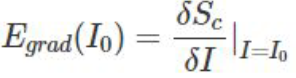 $E_{grad}(I_0) = \frac{\delta S_c}{\delta I}|_{I=I_0}$